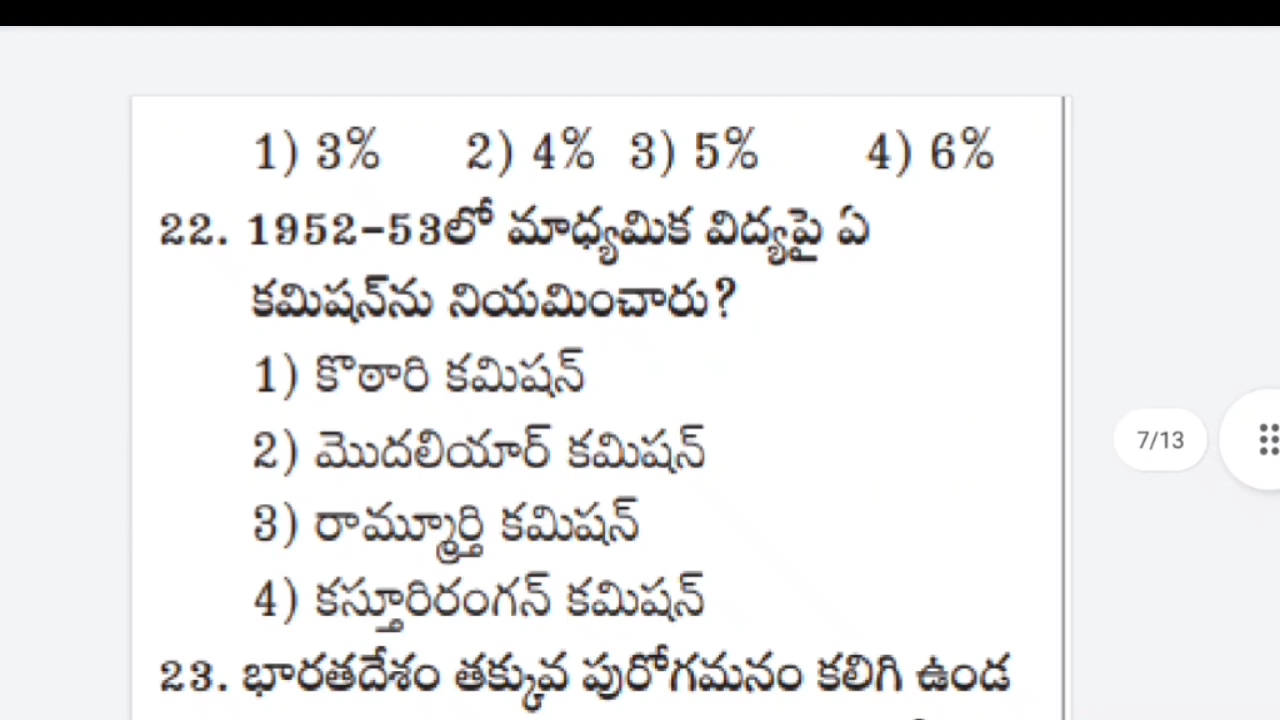 1) 3% 2) 4% 3) 5% 4) 6%
22. 1952-53లో మాధ్యమిక విద్యపై ఏ
కమిషన్‌ను నియమించారు?
1) కొఠారి కమిషన్
2) మొదలియార్ కమిషన్
3) రామ్మూర్తి కమిషన్
4) కస్తూరిరంగన్ కమిషన్
7/13
23. భారతదేశం తక్కువ పురోగమనం కలిగి ఉండ